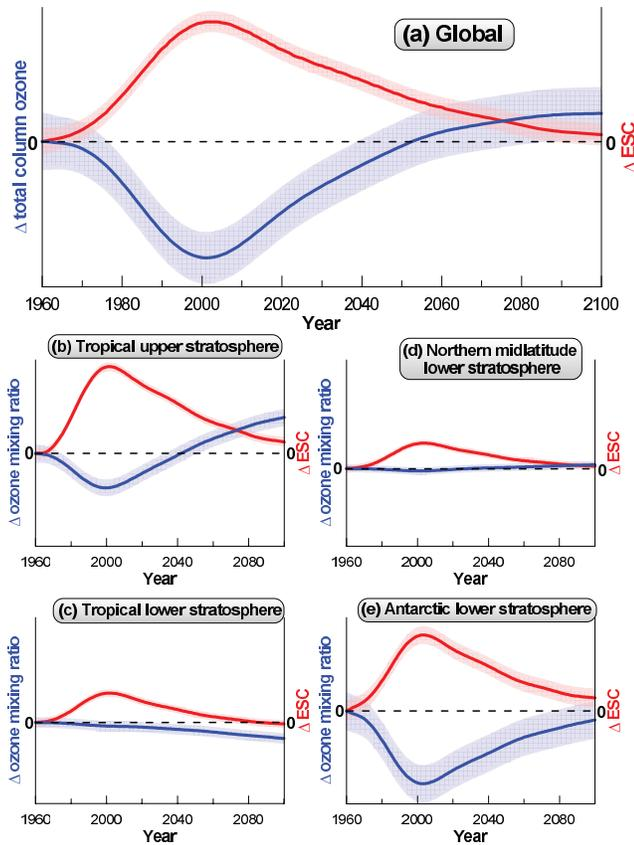 (a) Global
Δ total column ozone
0
0
Δ ESC
1960 1980 2000 2020 2040 2060 2080 2100
Year
(b) Tropical upper stratosphere
Δ ozone mixing ratio
0
0
Δ ESC
1960 2000 2040 2080
Year
(d) Northern midlatitude
lower stratosphere
Δ ozone mixing ratio
0
0
Δ ESC
1960 2000 2040 2080
Year
(c) Tropical lower stratosphere
Δ ozone mixing ratio
0
0
Δ ESC
1960 2000 2040 2080
Year
(e) Antarctic lower stratosphere
Δ ozone mixing ratio
0
0
Δ ESC
1960 2000 2040 2080
Year